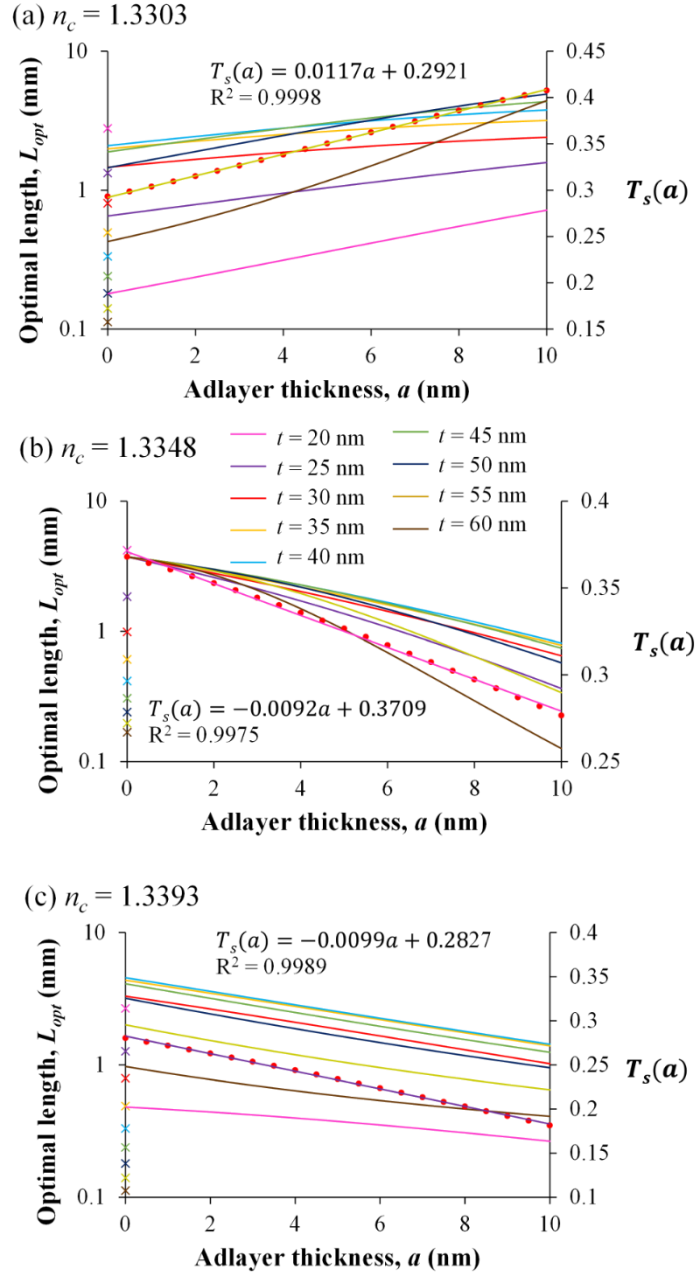 (a) n_c = 1.3303
10
1
0.1
Optimal length, L_opt (mm)
T_s(a) = 0.0117a + 0.2921
R² = 0.9998
0.45
0.4
0.35
0.3
0.25
0.2
0.15
T_s(a)
0 2 4 6 8 10
Adlayer thickness, a (nm)
(b) n_c = 1.3348
t = 20 nm
t = 25 nm
t = 30 nm
t = 35 nm
t = 40 nm
t = 45 nm
t = 50 nm
t = 55 nm
t = 60 nm
10
1
0.1
Optimal length, L_opt (mm)
T_s(a) = −0.0092a + 0.3709
R² = 0.9975
0.4
0.35
0.3
0.25
T_s(a)
0 2 4 6 8 10
Adlayer thickness, a (nm)
(c) n_c = 1.3393
10
1
0.1
Optimal length, L_opt (mm)
T_s(a) = −0.0099a + 0.2827
R² = 0.9989
0.4
0.35
0.3
0.25
0.2
0.15
0.1
T_s(a)
0 2 4 6 8 10
Adlayer thickness, a (nm)